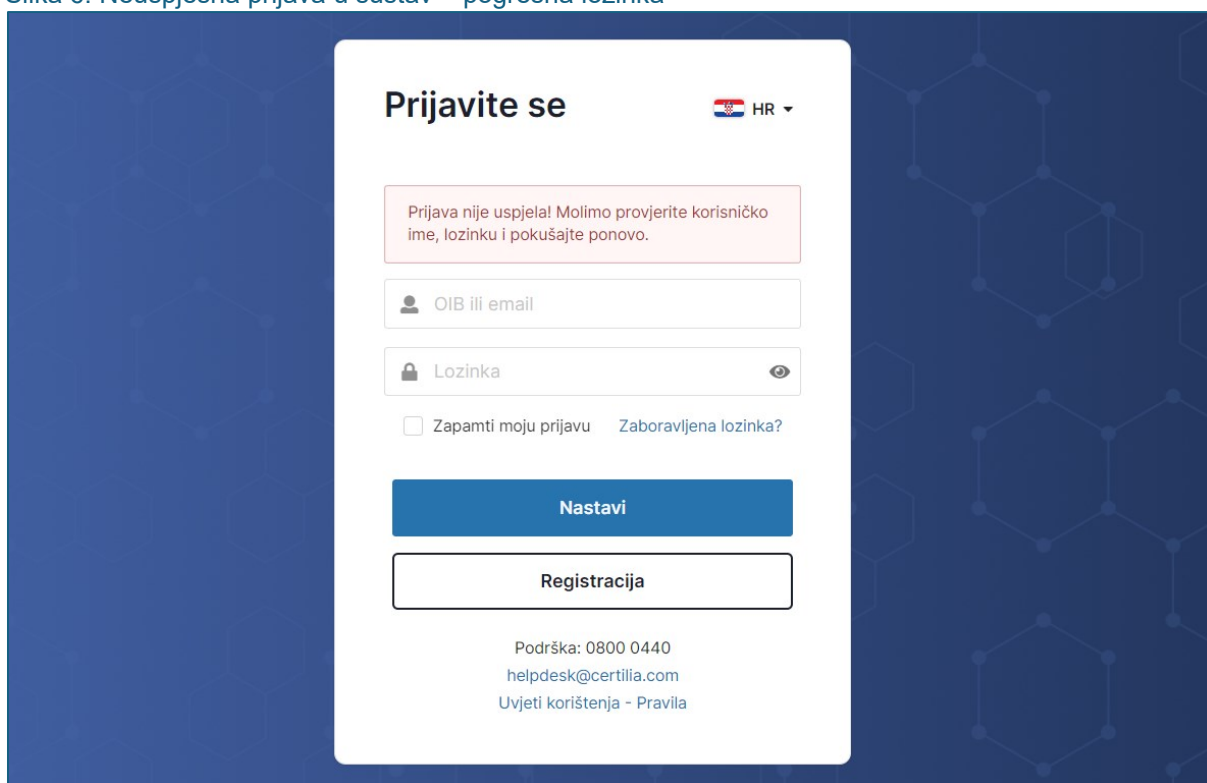 Prijavite se
HR
Prijava nije uspjela! Molimo provjerite korisničko
ime, lozinku i pokušajte ponovo.
OIB ili email
Lozinka
Zapamti moju prijavu Zaboravljena lozinka?
Nastavi
Registracija
Podrška: 0800 0440
helpdesk@certilia.com
Uvjeti korištenja - Pravila